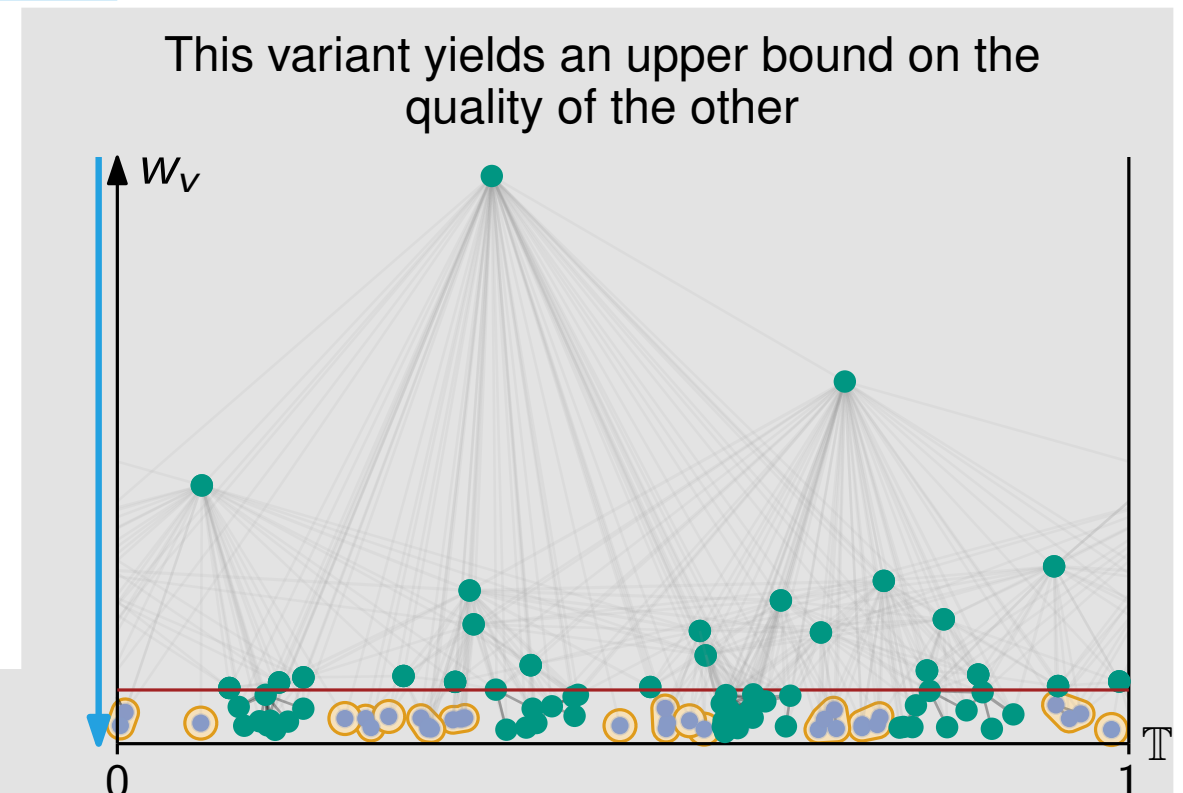 This variant yields an upper bound on the
quality of the other
w_v
𝕋
0
1